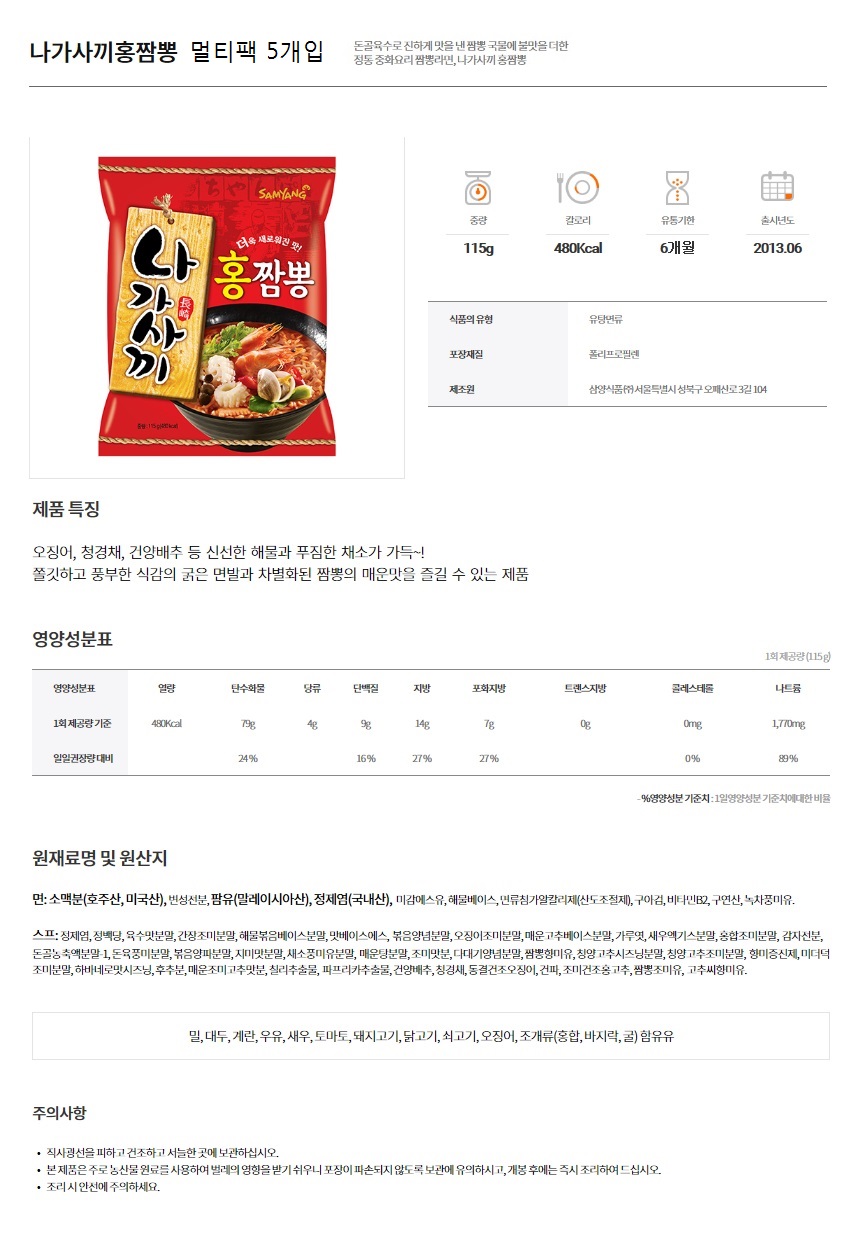 나가사끼홍짬뽕 멀티팩 5개입
돈골육수로 진하게 맛을 낸 짬뽕 국물에 불맛을 더한
정통 중화요리 짬뽕라면, 나가사끼 홍짬뽕
SAMYANG
더욱 새로워진 맛!
홍짬뽕
나가사끼
長崎
중량
115g
칼로리
480Kcal
유통기한
6개월
출시년도
2013.06
식품의 유형 유탕면류
포장재질 폴리프로필렌
제조원 삼양식품㈜ 서울특별시 성북구 오패산로 3길 104
제품 특징
오징어, 청경채, 건양배추 등 신선한 해물과 푸짐한 채소가 가득~!
쫄깃하고 풍부한 식감의 굵은 면발과 차별화된 짬뽕의 매운맛을 즐길 수 있는 제품
영양성분표
1회 제공량 (115g)
영양성분표 열량 탄수화물 당류 단백질 지방 포화지방 트랜스지방 콜레스테롤 나트륨
1회 제공량 기준 480Kcal 79g 4g 9g 14g 7g 0g 0mg 1,770mg
일일권장량 대비 24% 16% 27% 27% 0% 89%
- %영양성분 기준치 : 1일영양성분 기준치에대한 비율
원재료명 및 원산지
면: 소맥분(호주산, 미국산), 변성전분, 팜유(말레이시아산), 정제염(국내산), 미감에스유, 해물베이스, 면류첨가알칼리제(산도조절제), 구아검, 비타민B2, 구연산, 녹차풍미유.
스프: 정제염, 정백당, 육수맛분말, 간장조미분말, 해물볶음베이스분말, 맛베이스에스, 볶음양념분말, 오징어조미분말, 매운고추베이스분말, 가루엿, 새우엑기스분말, 홍합조미분말, 감자전분,
돈골농축액분말-1, 돈육풍미분말, 볶음양파분말, 지미맛분말, 채소풍미유분말, 매운탕분말, 조미맛분, 다대기양념분말, 짬뽕향미유, 청양고추시즈닝분말, 청양고추조미분말, 향미증진제, 미더덕
조미분말, 하바네로맛시즈닝, 후추분, 매운조미고추맛분, 칠리추출물, 파프리카추출물, 건양배추, 청경채, 동결건조오징어, 건파, 조미건조홍고추, 짬뽕조미유, 고추씨향미유.
밀, 대두, 계란, 우유, 새우, 토마토, 돼지고기, 닭고기, 쇠고기, 오징어, 조개류(홍합, 바지락, 굴) 함유유
주의사항
• 직사광선을 피하고 건조하고 서늘한 곳에 보관하십시오.
• 본 제품은 주로 농산물 원료를 사용하여 벌레의 영향을 받기 쉬우니 포장이 파손되지 않도록 보관에 유의하시고, 개봉 후에는 즉시 조리하여 드십시오.
• 조리 시 안전에 주의하세요.